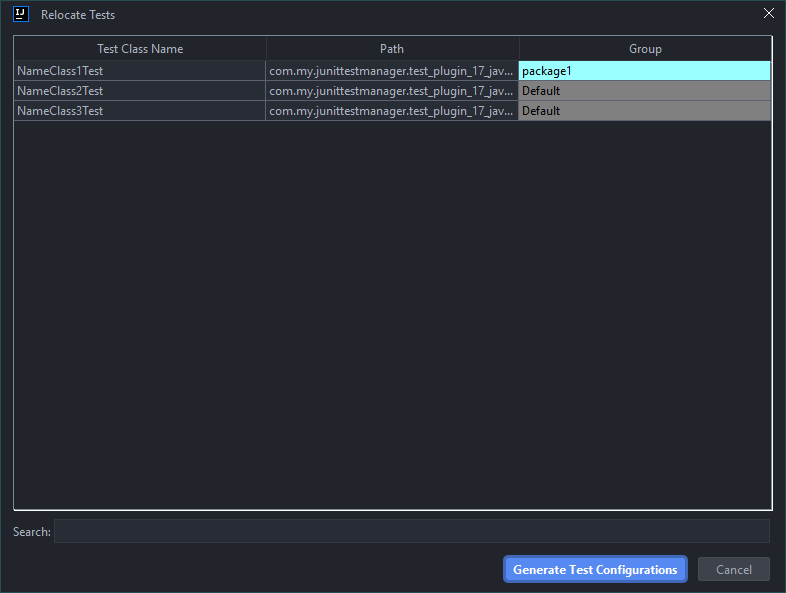 IJ Relocate Tests
Test Class Name Path Group
NameClass1Test com.my.junittestmanager.test_plugin_17_jav... package1
NameClass2Test com.my.junittestmanager.test_plugin_17_jav... Default
NameClass3Test com.my.junittestmanager.test_plugin_17_jav... Default
Search:
Generate Test Configurations Cancel